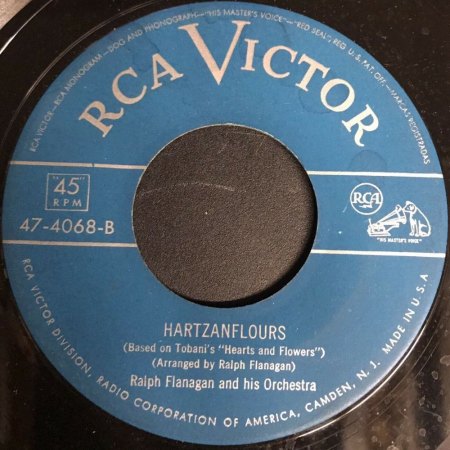 RCA VICTOR—RCA MONOGRAM—DOG AND PHONOGRAPH—"HIS MASTER'S VOICE"—"RED SEAL", REG. U.S. PAT. OFF.—MARCAS REGISTRADAS
RCA VICTOR
"45"
RPM
47-4068-B
RCA
"HIS MASTER'S VOICE"
HARTZANFLOURS
(Based on Tobani's "Hearts and Flowers")
(Arranged by Ralph Flanagan)
Ralph Flanagan and his Orchestra
RCA VICTOR DIVISION, RADIO CORPORATION OF AMERICA, CAMDEN, N. J. MADE IN U.S.A.